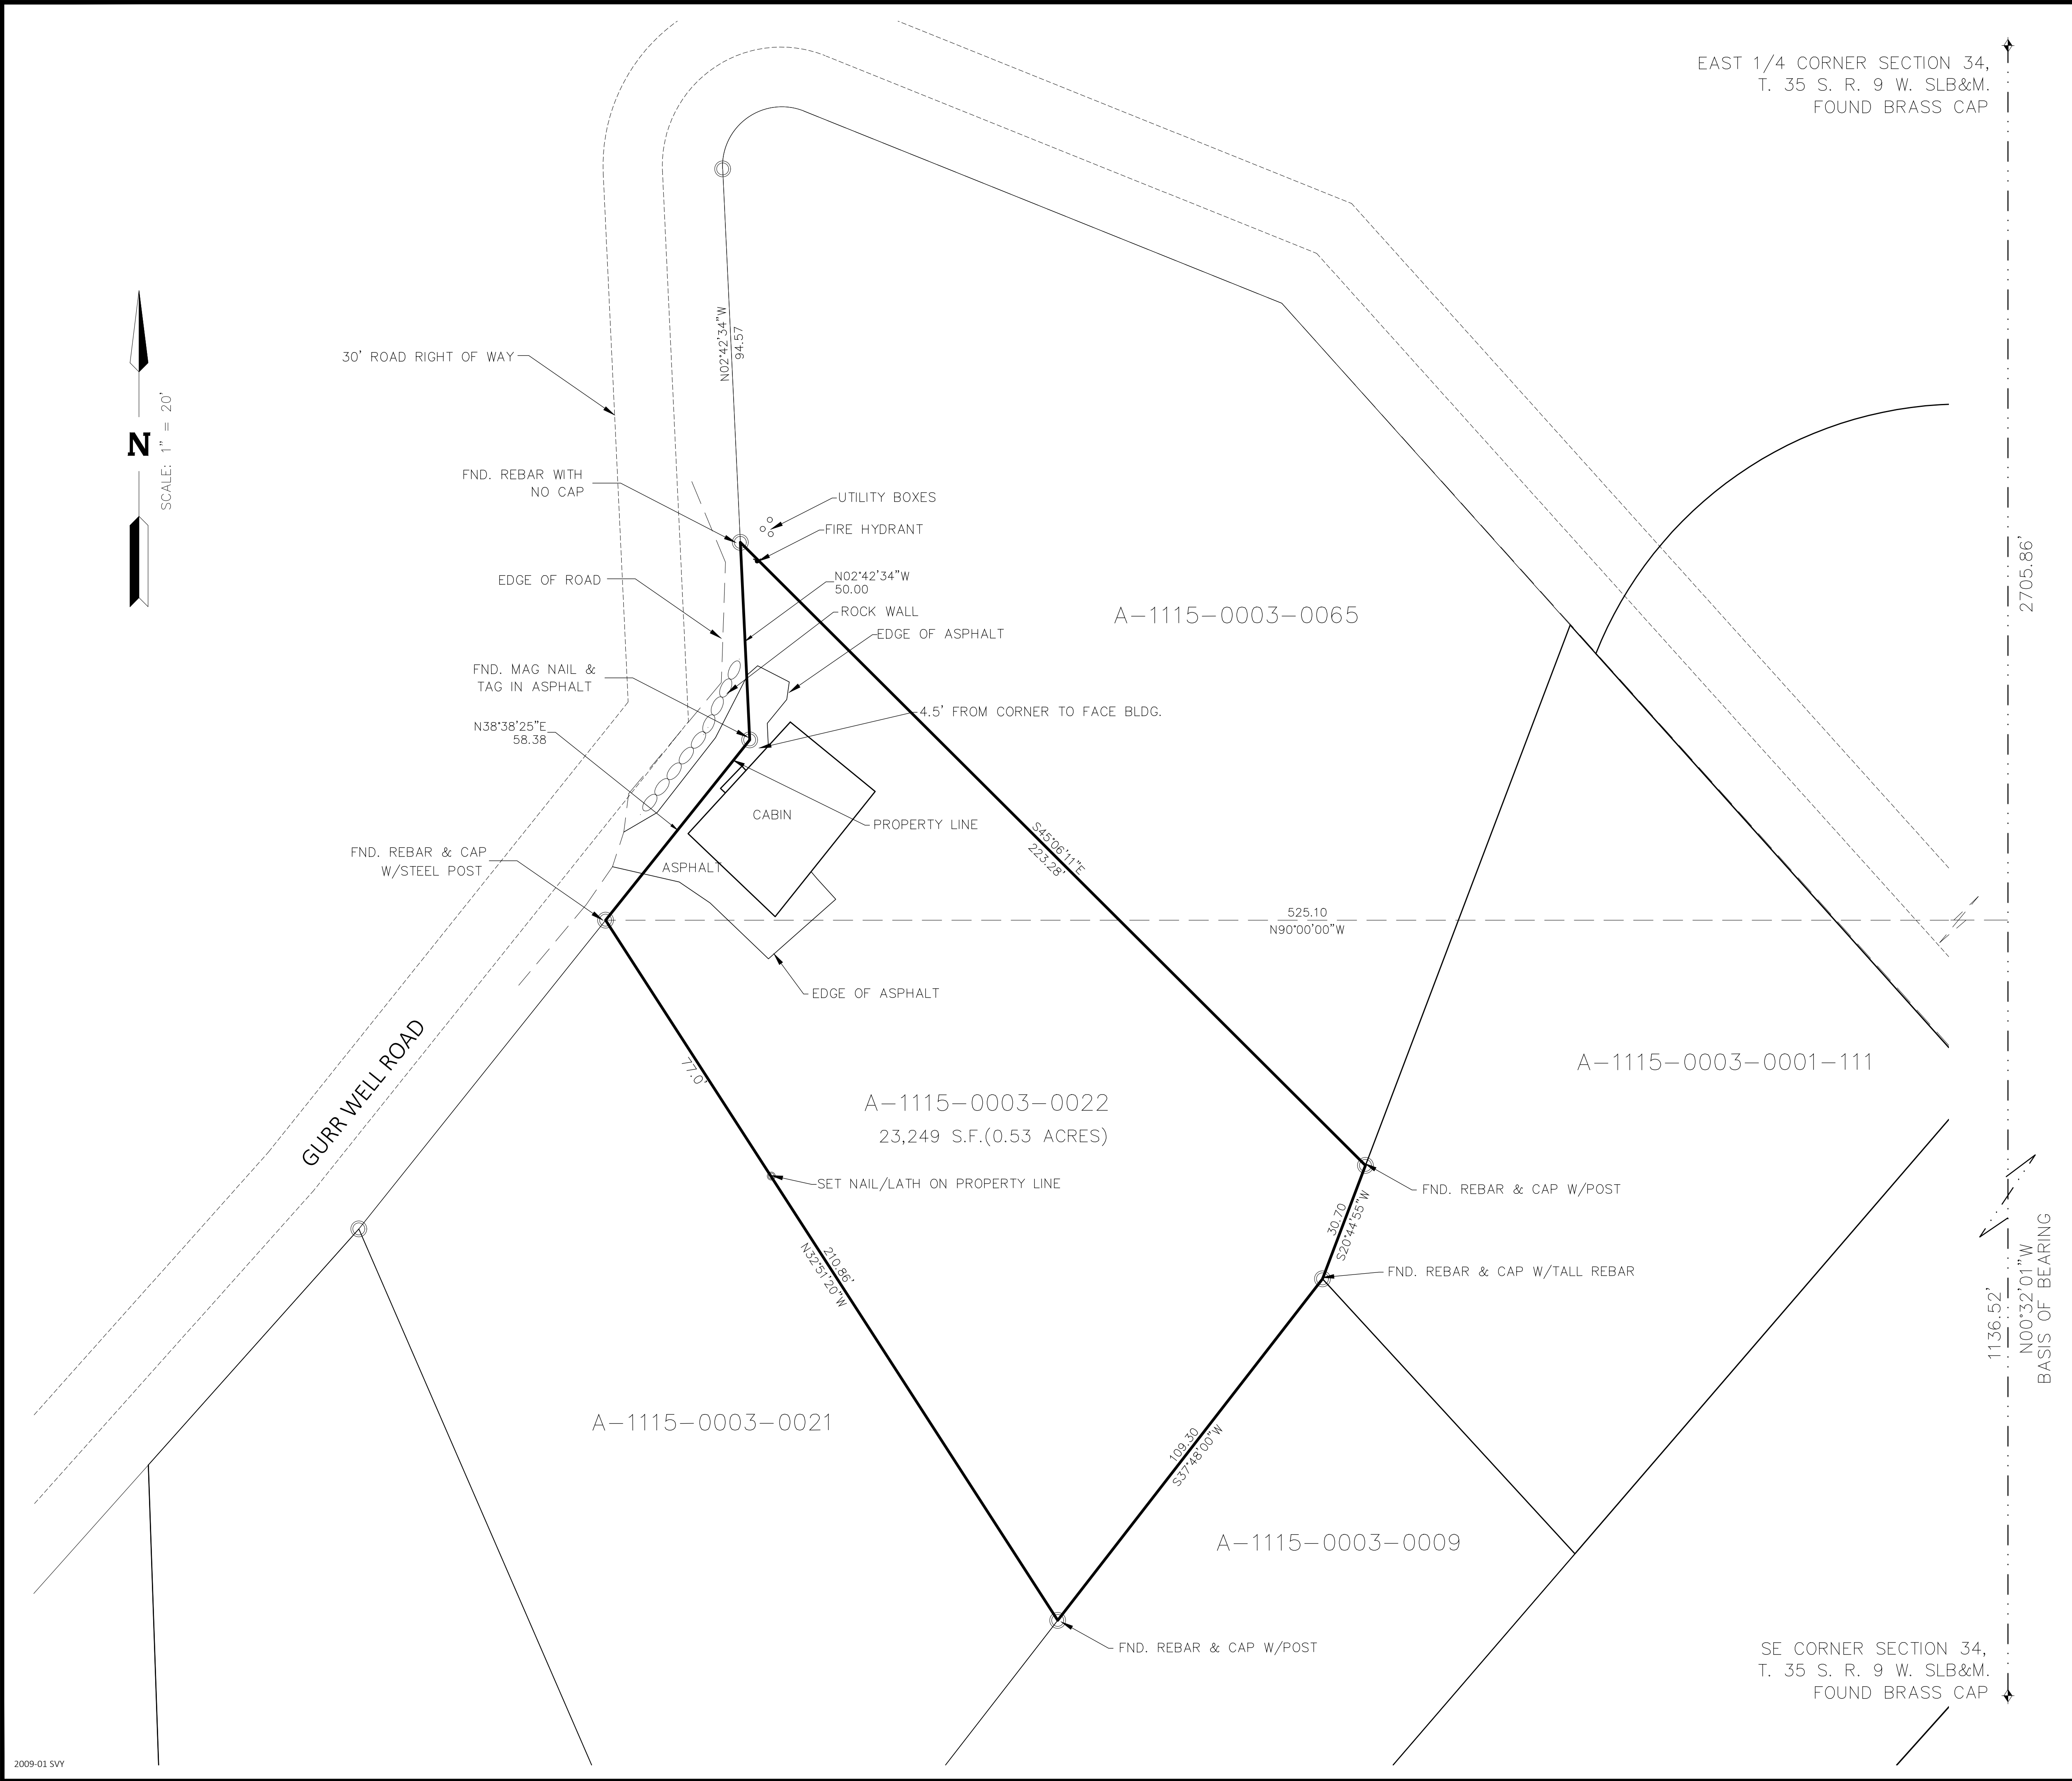 EAST 1/4 CORNER SECTION 34,
T. 35 S. R. 9 W. SLB&M.
FOUND BRASS CAP
N
SCALE: 1" = 20'
30' ROAD RIGHT OF WAY
N02°42'34"W
94.57
FND. REBAR WITH
NO CAP
UTILITY BOXES
FIRE HYDRANT
EDGE OF ROAD
N02°42'34"W
50.00
ROCK WALL
EDGE OF ASPHALT
A-1115-0003-0065
2705.86'
FND. MAG NAIL &
TAG IN ASPHALT
4.5' FROM CORNER TO FACE BLDG.
N38°38'25"E
58.38
CABIN
PROPERTY LINE
FND. REBAR & CAP
W/STEEL POST
ASPHALT
S45°06'11"E
223.28'
525.10
N90°00'00"W
EDGE OF ASPHALT
GURR WELL ROAD
77.0'
A-1115-0003-0022
23,249 S.F.(0.53 ACRES)
A-1115-0003-0001-111
SET NAIL/LATH ON PROPERTY LINE
FND. REBAR & CAP W/POST
30.70
S20°44'55"W
FND. REBAR & CAP W/TALL REBAR
210.86'
N32°51'20"W
1136.52'
N00°32'01"W
BASIS OF BEARING
A-1115-0003-0021
109.30
S37°48'00"W
A-1115-0003-0009
FND. REBAR & CAP W/POST
SE CORNER SECTION 34,
T. 35 S. R. 9 W. SLB&M.
FOUND BRASS CAP
2009-01 SVY